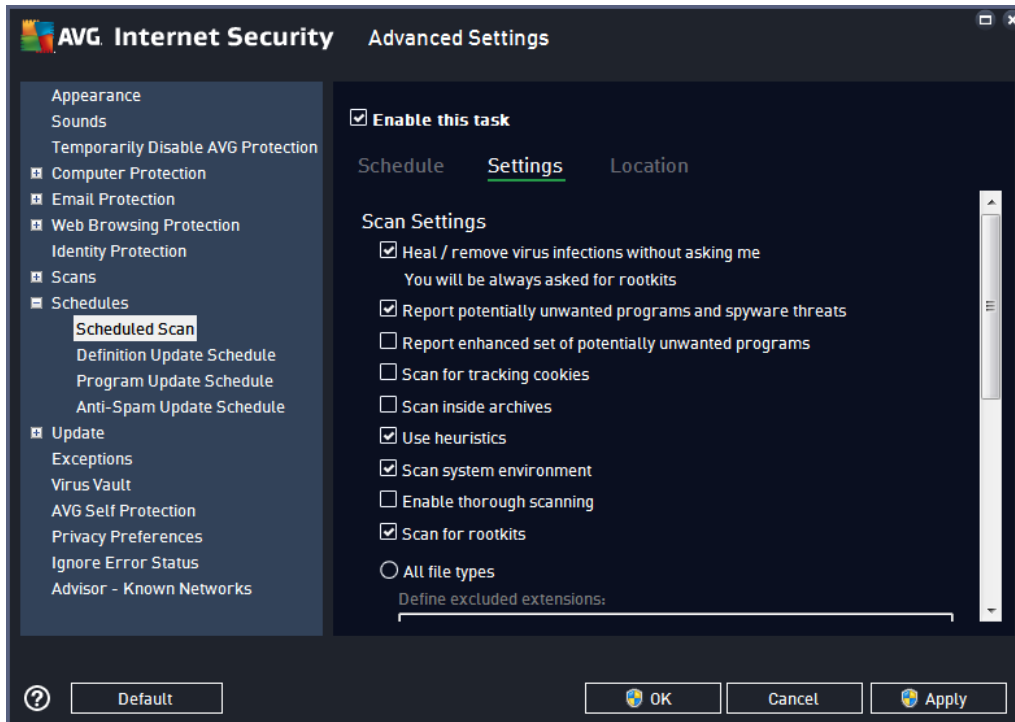 AVG. Internet Security Advanced Settings
Appearance
Sounds
Temporarily Disable AVG Protection
Computer Protection
Email Protection
Web Browsing Protection
Identity Protection
Scans
Schedules
Scheduled Scan
Definition Update Schedule
Program Update Schedule
Anti-Spam Update Schedule
Update
Exceptions
Virus Vault
AVG Self Protection
Privacy Preferences
Ignore Error Status
Advisor - Known Networks
Enable this task
Schedule Settings Location
Scan Settings
Heal / remove virus infections without asking me
You will be always asked for rootkits
Report potentially unwanted programs and spyware threats
Report enhanced set of potentially unwanted programs
Scan for tracking cookies
Scan inside archives
Use heuristics
Scan system environment
Enable thorough scanning
Scan for rootkits
All file types
Define excluded extensions:
? Default OK Cancel Apply